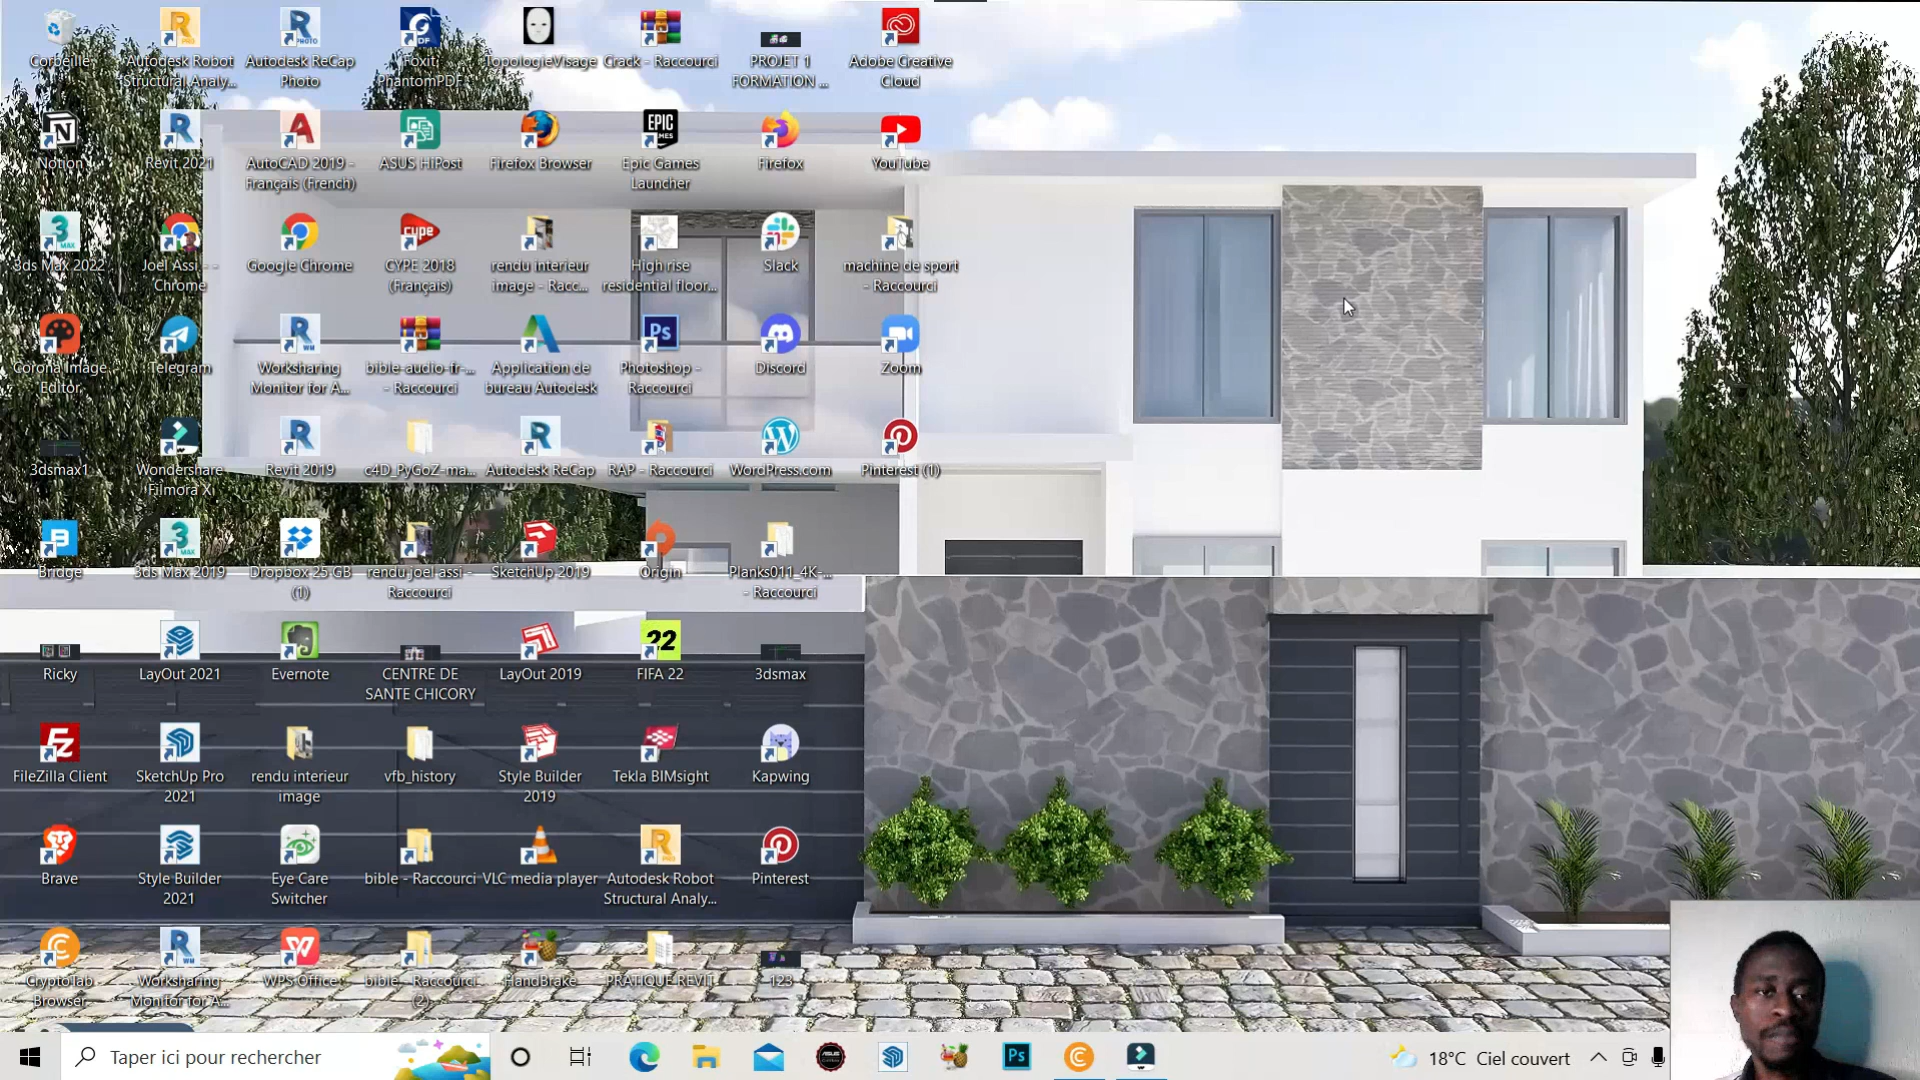 Corbeille
Autodesk Robot
Structural Analy...
Autodesk ReCap
Photo
Foxit
PhantomPDF
TopologieVisage
Crack - Raccourci
PROJET 1
FORMATION ...
Adobe Creative
Cloud
Notion
Revit 2021
AutoCAD 2019 -
Français (French)
ASUS HiPost
Firefox Browser
Epic Games
Launcher
Firefox
YouTube
3ds Max 2022
Joel Assi - -
Chrome
Google Chrome
CYPE 2018
(Français)
rendu interieur
image - Racc...
High rise
residential floor...
Slack
machine de sport
- Raccourci
Corona Image
Editor
Telegram
Worksharing
Monitor for A...
bible-audio-fr-...
- Raccourci
Application de
bureau Autodesk
Photoshop -
Raccourci
Discord
Zoom
3dsmax1
Wondershare
Filmora X
Revit 2019
c4D_PyGoZ-ma...
Autodesk ReCap
RAP - Raccourci
WordPress.com
Pinterest (1)
Bridge
3ds Max 2019
Dropbox 25 GB
(1)
rendu joel assi -
Raccourci
SketchUp 2019
Origin
Planks011_4K-...
- Raccourci
Ricky
LayOut 2021
Evernote
CENTRE DE
SANTE CHICORY
LayOut 2019
FIFA 22
3dsmax
FileZilla Client
SketchUp Pro
2021
rendu interieur
image
vfb_history
Style Builder
2019
Tekla BIMsight
Kapwing
Brave
Style Builder
2021
Eye Care
Switcher
bible - Raccourci
VLC media player
Autodesk Robot
Structural Analy...
Pinterest
CryptoTab
Browser
Worksharing
Monitor for A...
WPS Office
bible - Raccourci
(2)
HandBrake
PRATIQUE REVIT
123
Taper ici pour rechercher
18°C Ciel couvert